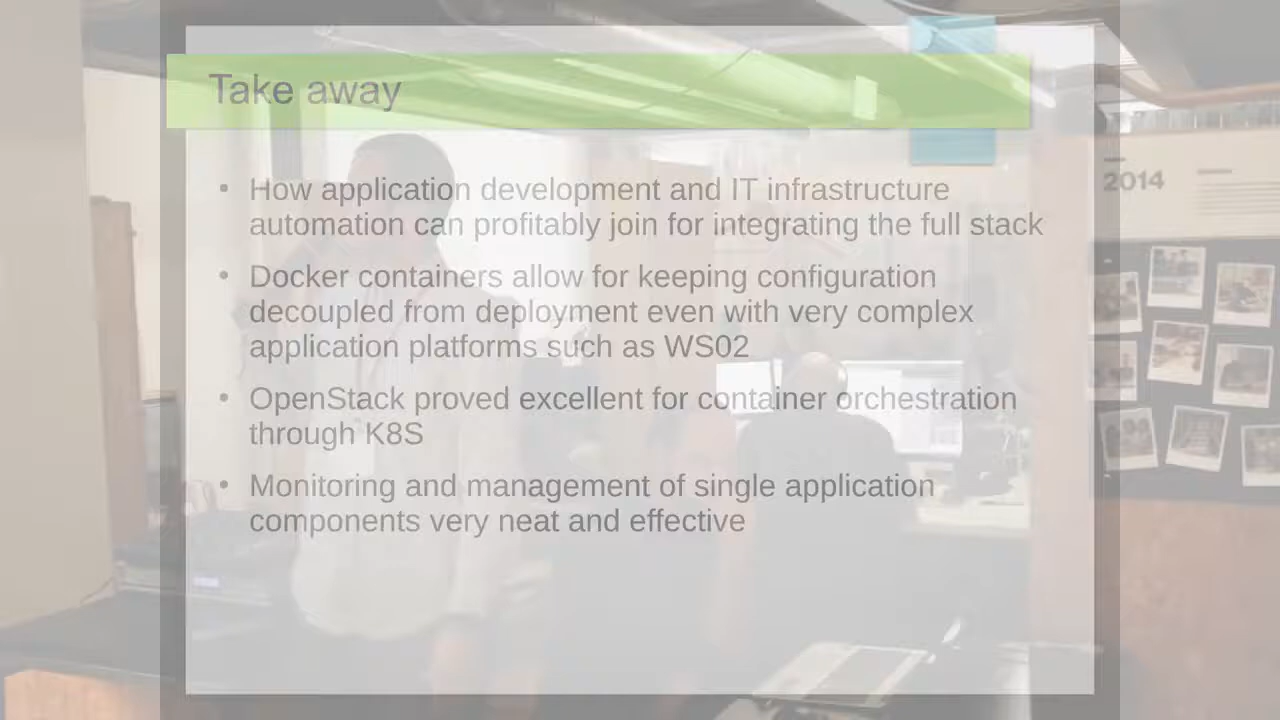 Take away
2014
• How application development and IT infrastructure
automation can profitably join for integrating the full stack
• Docker containers allow for keeping configuration
decoupled from deployment even with very complex
application platforms such as WS02
• OpenStack proved excellent for container orchestration
through K8S
• Monitoring and management of single application
components very neat and effective